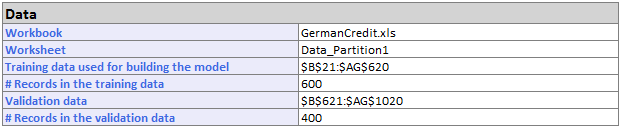 Data
Workbook GermanCredit.xls
Worksheet Data_Partition1
Training data used for building the model $B$21:$AG$620
# Records in the training data 600
Validation data $B$621:$AG$1020
# Records in the validation data 400